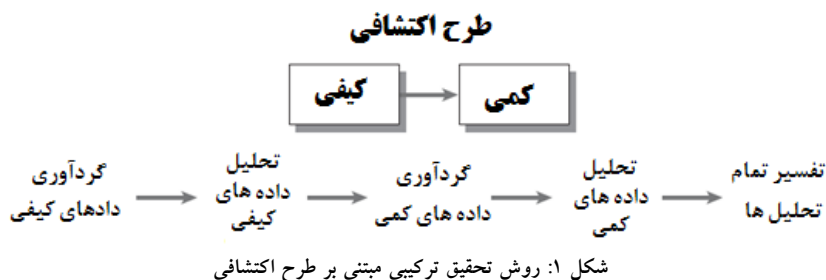 طرح اکتشافی
کیفی
کمی
گردآوری
دادهای کیفی
تحلیل
داده های
کیفی
گردآوری
داده های کمی
تحلیل
داده های
کمی
تفسیر تمام
تحلیل ها
شکل ۱: روش تحقیق ترکیبی مبتنی بر طرح اکتشافی